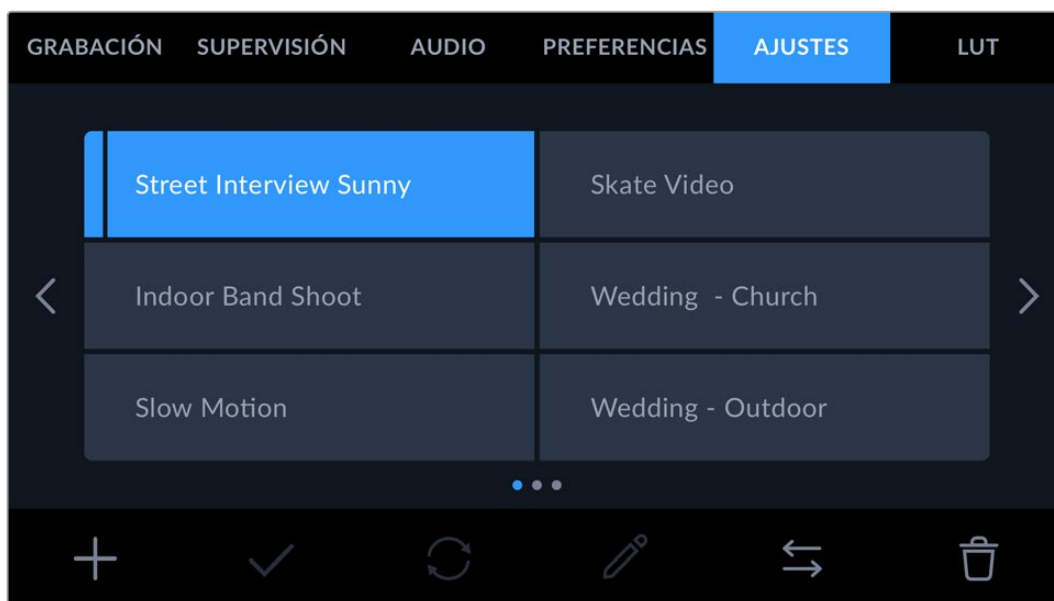 GRABACIÓN SUPERVISIÓN AUDIO PREFERENCIAS AJUSTES LUT
Street Interview Sunny Skate Video
Indoor Band Shoot Wedding - Church
Slow Motion Wedding - Outdoor